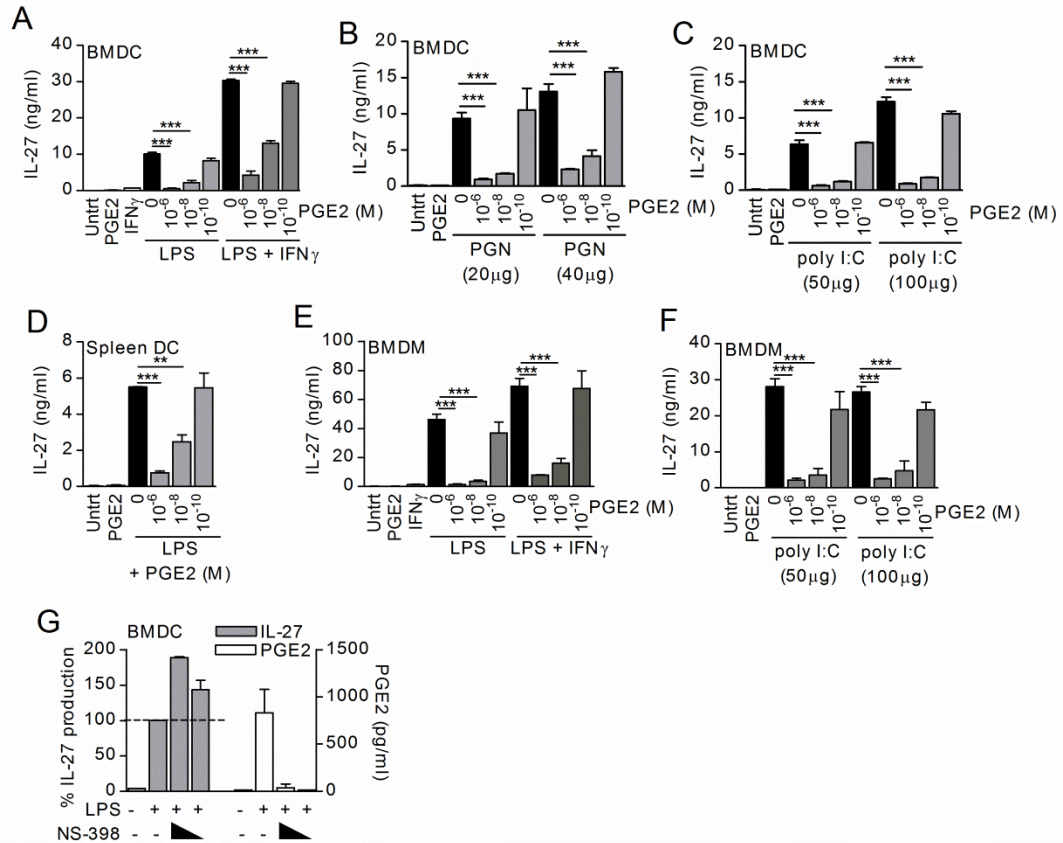 A
BMDC
IL-27 (ng/ml)
40
30
20
10
0
***
***
***
***
Untrt
PGE2
IFNγ
0
10⁻⁶
10⁻⁸
10⁻¹⁰
0
10⁻⁶
10⁻⁸
10⁻¹⁰
PGE2 (M)
LPS
LPS + IFNγ
B
BMDC
IL-27 (ng/ml)
20
15
10
5
0
***
***
***
***
Untrt
PGE2
0
10⁻⁶
10⁻⁸
10⁻¹⁰
0
10⁻⁶
10⁻⁸
10⁻¹⁰
PGE2 (M)
PGN
(20μg)
PGN
(40μg)
C
BMDC
IL-27 (ng/ml)
20
15
10
5
0
***
***
***
***
Untrt
PGE2
0
10⁻⁶
10⁻⁸
10⁻¹⁰
0
10⁻⁶
10⁻⁸
10⁻¹⁰
PGE2 (M)
poly I:C
(50μg)
poly I:C
(100μg)
D
Spleen DC
IL-27 (ng/ml)
8
6
4
2
0
**
***
Untrt
PGE2
0
10⁻⁶
10⁻⁸
10⁻¹⁰
LPS
+ PGE2 (M)
E
BMDM
IL-27 (ng/ml)
100
80
60
40
20
0
***
***
***
***
Untrt
PGE2
IFNγ
0
10⁻⁶
10⁻⁸
10⁻¹⁰
0
10⁻⁶
10⁻⁸
10⁻¹⁰
PGE2 (M)
LPS
LPS + IFNγ
F
BMDM
IL-27 (ng/ml)
40
30
20
10
0
***
***
***
***
Untrt
PGE2
0
10⁻⁶
10⁻⁸
10⁻¹⁰
0
10⁻⁶
10⁻⁸
10⁻¹⁰
PGE2 (M)
poly I:C
(50μg)
poly I:C
(100μg)
G
BMDC
IL-27
PGE2
% IL-27 production
200
150
100
50
0
1500
1000
500
0
PGE2 (pg/ml)
LPS - + + + - + + +
NS-398 - - - -